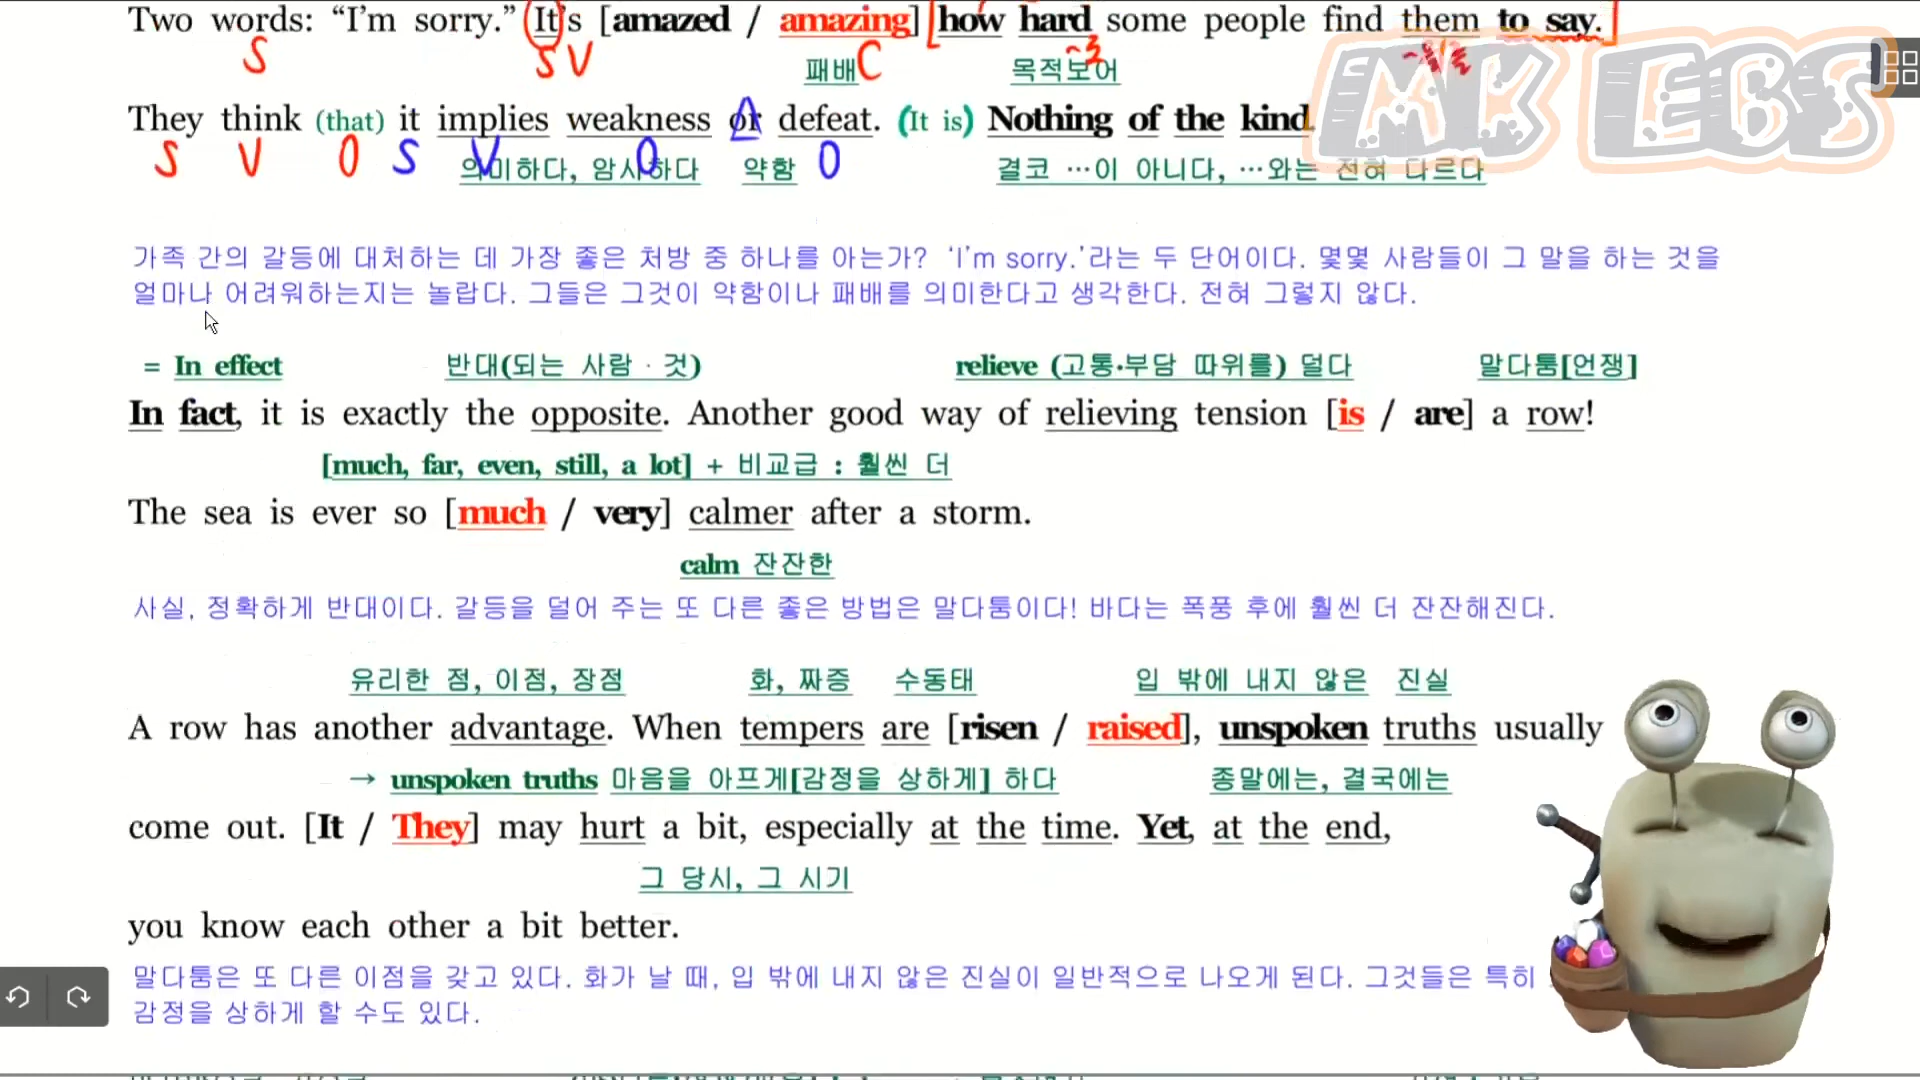 Two words: “I’m sorry.” It’s [amazed / amazing] [how hard some people find them to say.]
S S V 패배 C 목적보어 ~3 ~을
They think (that) it implies weakness or defeat. (It is) Nothing of the kind.
S V O S V O O
의미하다, 암시하다 약함 결코 …이 아니다, …와는 전혀 다르다
MK EBS
가족 간의 갈등에 대처하는 데 가장 좋은 처방 중 하나를 아는가? ‘I’m sorry.’라는 두 단어이다. 몇몇 사람들이 그 말을 하는 것을
얼마나 어려워하는지는 놀랍다. 그들은 그것이 약함이나 패배를 의미한다고 생각한다. 전혀 그렇지 않다.
= In effect 반대(되는 사람 · 것) relieve (고통·부담 따위를) 덜다 말다툼[언쟁]
In fact, it is exactly the opposite. Another good way of relieving tension [is / are] a row!
[much, far, even, still, a lot] + 비교급 : 훨씬 더
The sea is ever so [much / very] calmer after a storm.
calm 잔잔한
사실, 정확하게 반대이다. 갈등을 덜어 주는 또 다른 좋은 방법은 말다툼이다! 바다는 폭풍 후에 훨씬 더 잔잔해진다.
유리한 점, 이점, 장점 화, 짜증 수동태 입 밖에 내지 않은 진실
A row has another advantage. When tempers are [risen / raised], unspoken truths usually
→ unspoken truths 마음을 아프게[감정을 상하게] 하다 종말에는, 결국에는
come out. [It / They] may hurt a bit, especially at the time. Yet, at the end,
그 당시, 그 시기
you know each other a bit better.
말다툼은 또 다른 이점을 갖고 있다. 화가 날 때, 입 밖에 내지 않은 진실이 일반적으로 나오게 된다. 그것들은 특히
감정을 상하게 할 수도 있다.